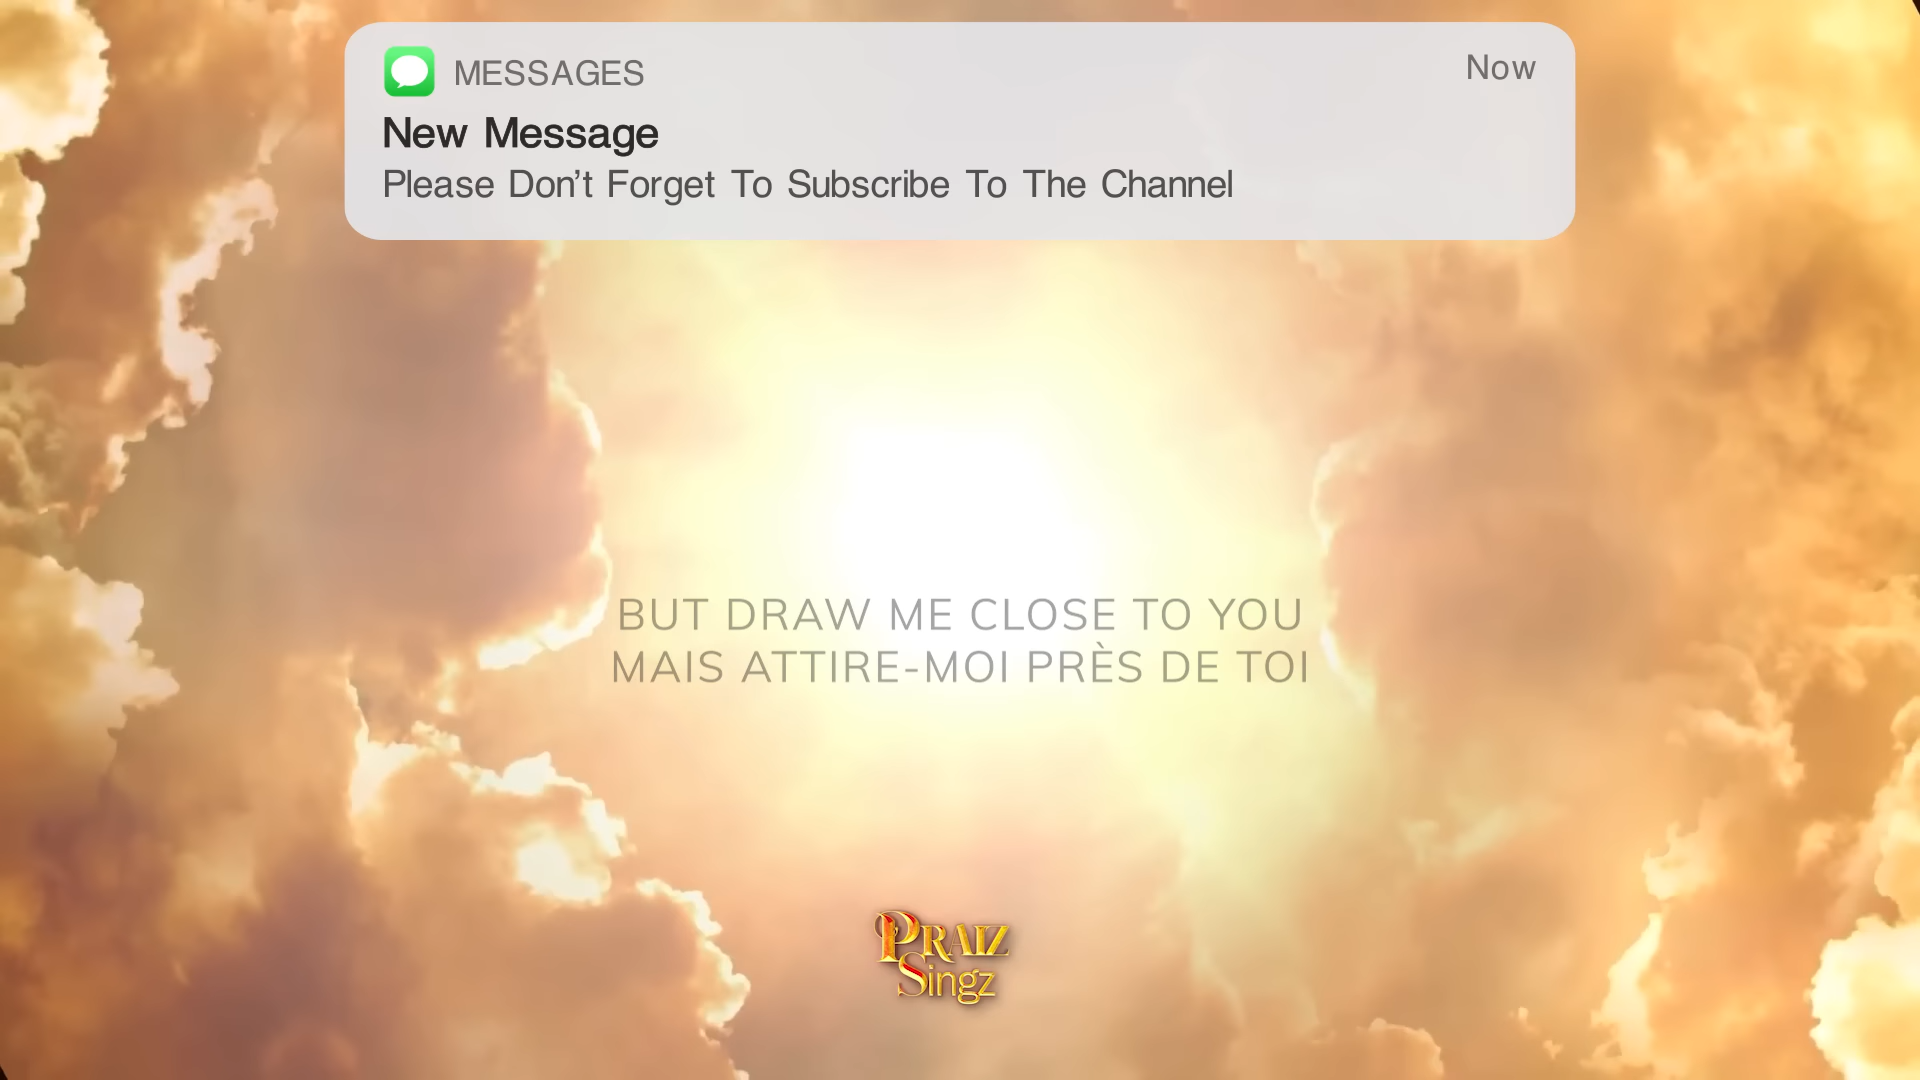 MESSAGES
Now
New Message
Please Don’t Forget To Subscribe To The Channel
BUT DRAW ME CLOSE TO YOU
MAIS ATTIRE-MOI PRÈS DE TOI
PRAIZ
Singz